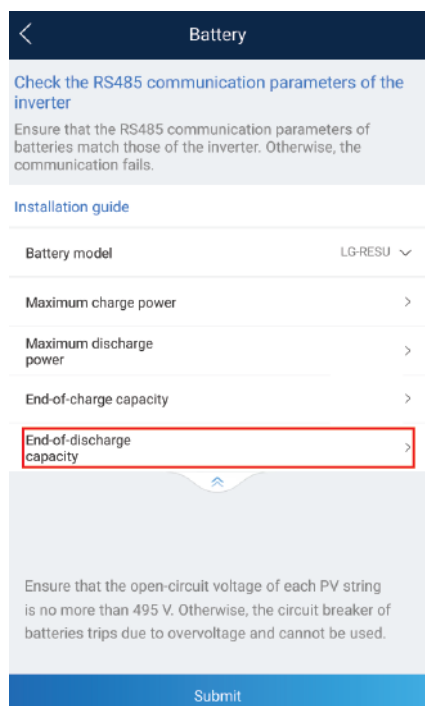 Battery
Check the RS485 communication parameters of the
inverter
Ensure that the RS485 communication parameters of
batteries match those of the inverter. Otherwise, the
communication fails.
Installation guide
Battery model LG-RESU
Maximum charge power
Maximum discharge
power
End-of-charge capacity
End-of-discharge
capacity
Ensure that the open-circuit voltage of each PV string
is no more than 495 V. Otherwise, the circuit breaker of
batteries trips due to overvoltage and cannot be used.
Submit